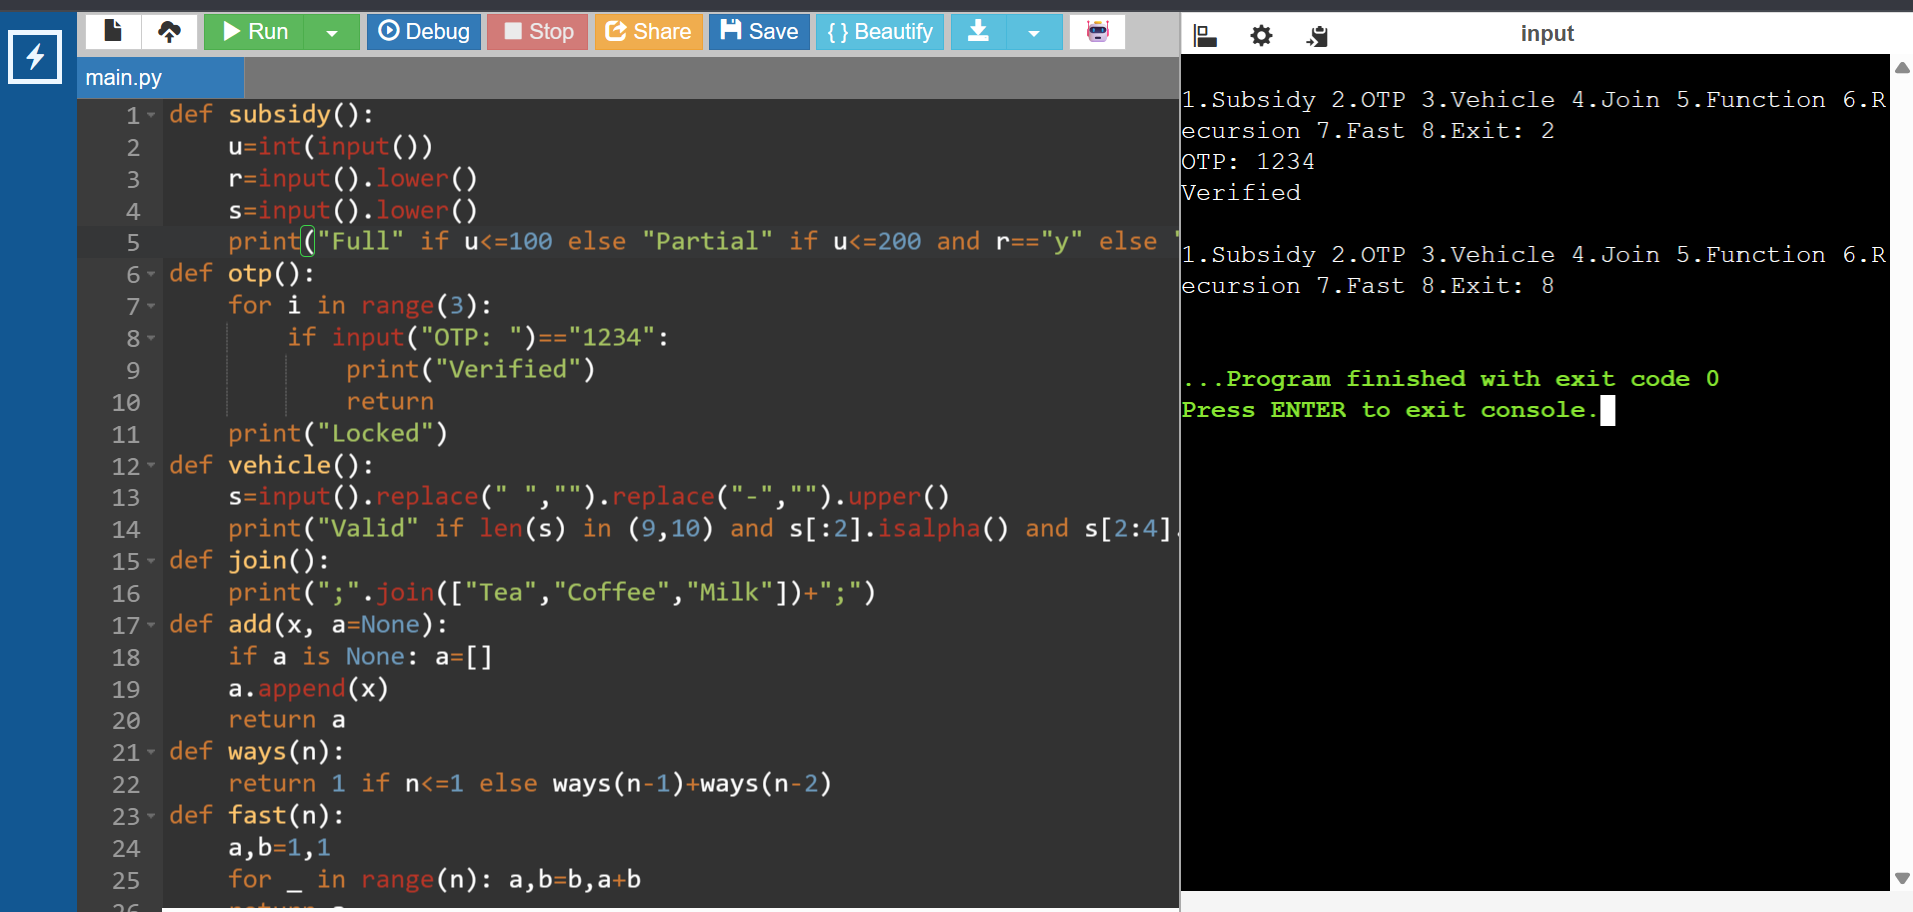 Run
Debug
Stop
Share
Save
{ } Beautify
input
main.py
1 def subsidy():
2     u=int(input())
3     r=input().lower()
4     s=input().lower()
5     print("Full" if u<=100 else "Partial" if u<=200 and r=="y" else "
6 def otp():
7     for i in range(3):
8         if input("OTP: ")=="1234":
9             print("Verified")
10             return
11     print("Locked")
12 def vehicle():
13     s=input().replace(" ","").replace("-","").upper()
14     print("Valid" if len(s) in (9,10) and s[:2].isalpha() and s[2:4].
15 def join():
16     print(";".join(["Tea","Coffee","Milk"])+";")
17 def add(x, a=None):
18     if a is None: a=[]
19     a.append(x)
20     return a
21 def ways(n):
22     return 1 if n<=1 else ways(n-1)+ways(n-2)
23 def fast(n):
24     a,b=1,1
25     for _ in range(n): a,b=b,a+b
1.Subsidy 2.OTP 3.Vehicle 4.Join 5.Function 6.R
ecursion 7.Fast 8.Exit: 2
OTP: 1234
Verified
1.Subsidy 2.OTP 3.Vehicle 4.Join 5.Function 6.R
ecursion 7.Fast 8.Exit: 8
...Program finished with exit code 0
Press ENTER to exit console.